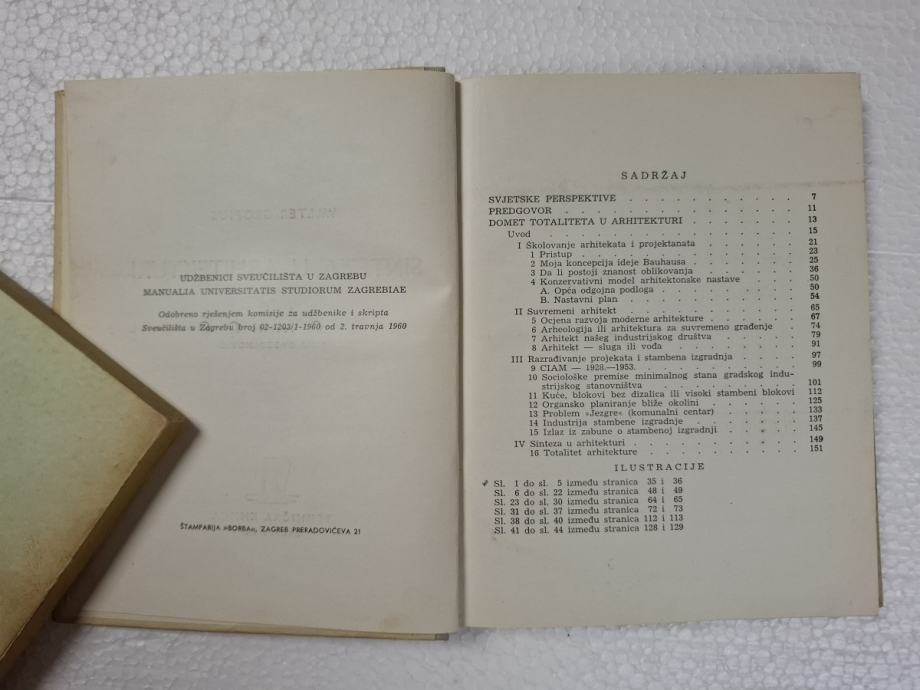 UDŽBENICI SVEUČILIŠTA U ZAGREBU
MANUALIA UNIVERSITATIS STUDIORUM ZAGREBIAE
Odobreno rješenjem komisije za udžbenike i skripta
Sveučilišta u Zagrebu broj 02-1203/1-1960 od 2. travnja 1960
ŠTAMPARIJA »BORBA«, ZAGREB PRERADOVIĆEVA 21
SADRŽAJ
SVJETSKE PERSPEKTIVE . . . . . . . . . . 7
PREDGOVOR . . . . . . . . . . . . . . 11
DOMET TOTALITETA U ARHITEKTURI . . . . . . 13
Uvod . . . . . . . . . . . . . . . 15
I Školovanje arhitekata i projektanata . . . . . . 21
1 Pristup . . . . . . . . . . . . . . 23
2 Moja koncepcija ideje Bauhausa . . . . . . . 25
3 Da li postoji znanost oblikovanja . . . . . . 36
4 Konzervativni model arhitektonske nastave . . . 50
A. Opća odgojna podloga . . . . . . . . 50
B. Nastavni plan . . . . . . . . . . . 54
II Suvremeni arhitekt . . . . . . . . . . . 65
5 Ocjena razvoja moderne arhitekture . . . . . 67
6 Arheologija ili arhitektura za suvremeno građenje . 74
7 Arhitekt našeg industrijskog društva . . . . . 79
8 Arhitekt — sluga ili vođa . . . . . . . . 91
III Razrađivanje projekata i stambena izgradnja . . . 97
9 CIAM — 1928.—1953. . . . . . . . . . . 99
10 Sociološke premise minimalnog stana gradskog indu-
strijskog stanovništva . . . . . . . . . 101
11 Kuće, blokovi bez dizalica ili visoki stambeni blokovi 112
12 Organsko planiranje bliže okolini . . . . . . 125
13 Problem »Jezgre« (komunalni centar) . . . . . 133
14 Industrija stambene izgradnje . . . . . . . 137
15 Izlaz iz zabune o stambenoj izgradnji . . . . 145
IV Sinteza u arhitekturi . . . . . . . . . . 149
16 Totalitet arhitekture . . . . . . . . . . 151
ILUSTRACIJE
Sl. 1 do sl. 5 između stranica 35 i 36
Sl. 6 do sl. 22 između stranica 48 i 49
Sl. 23 do sl. 30 između stranica 64 i 65
Sl. 31 do sl. 37 između stranica 72 i 73
Sl. 38 do sl. 40 između stranica 112 i 113
Sl. 41 do sl. 44 između stranica 128 i 129